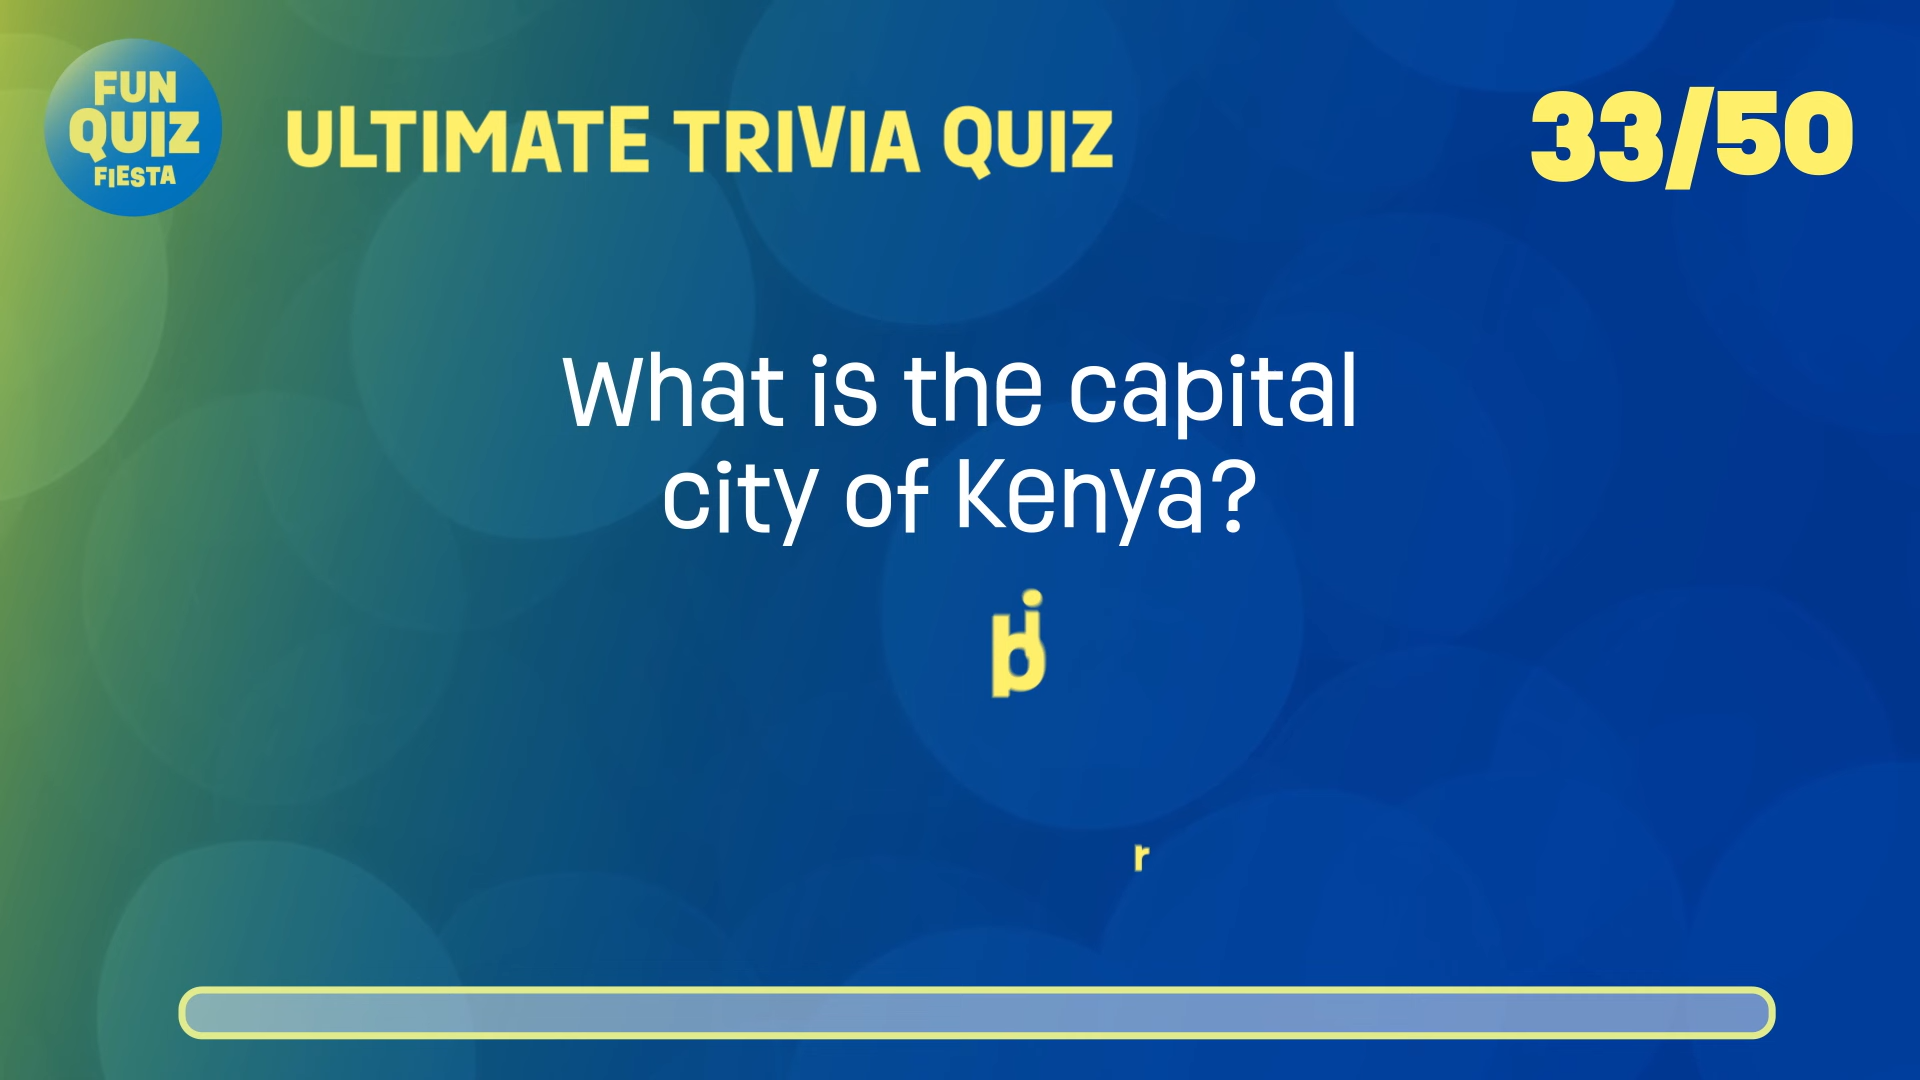 FUN
QUIZ
FIESTA
ULTIMATE TRIVIA QUIZ
33/50
What is the capital
city of Kenya?
r